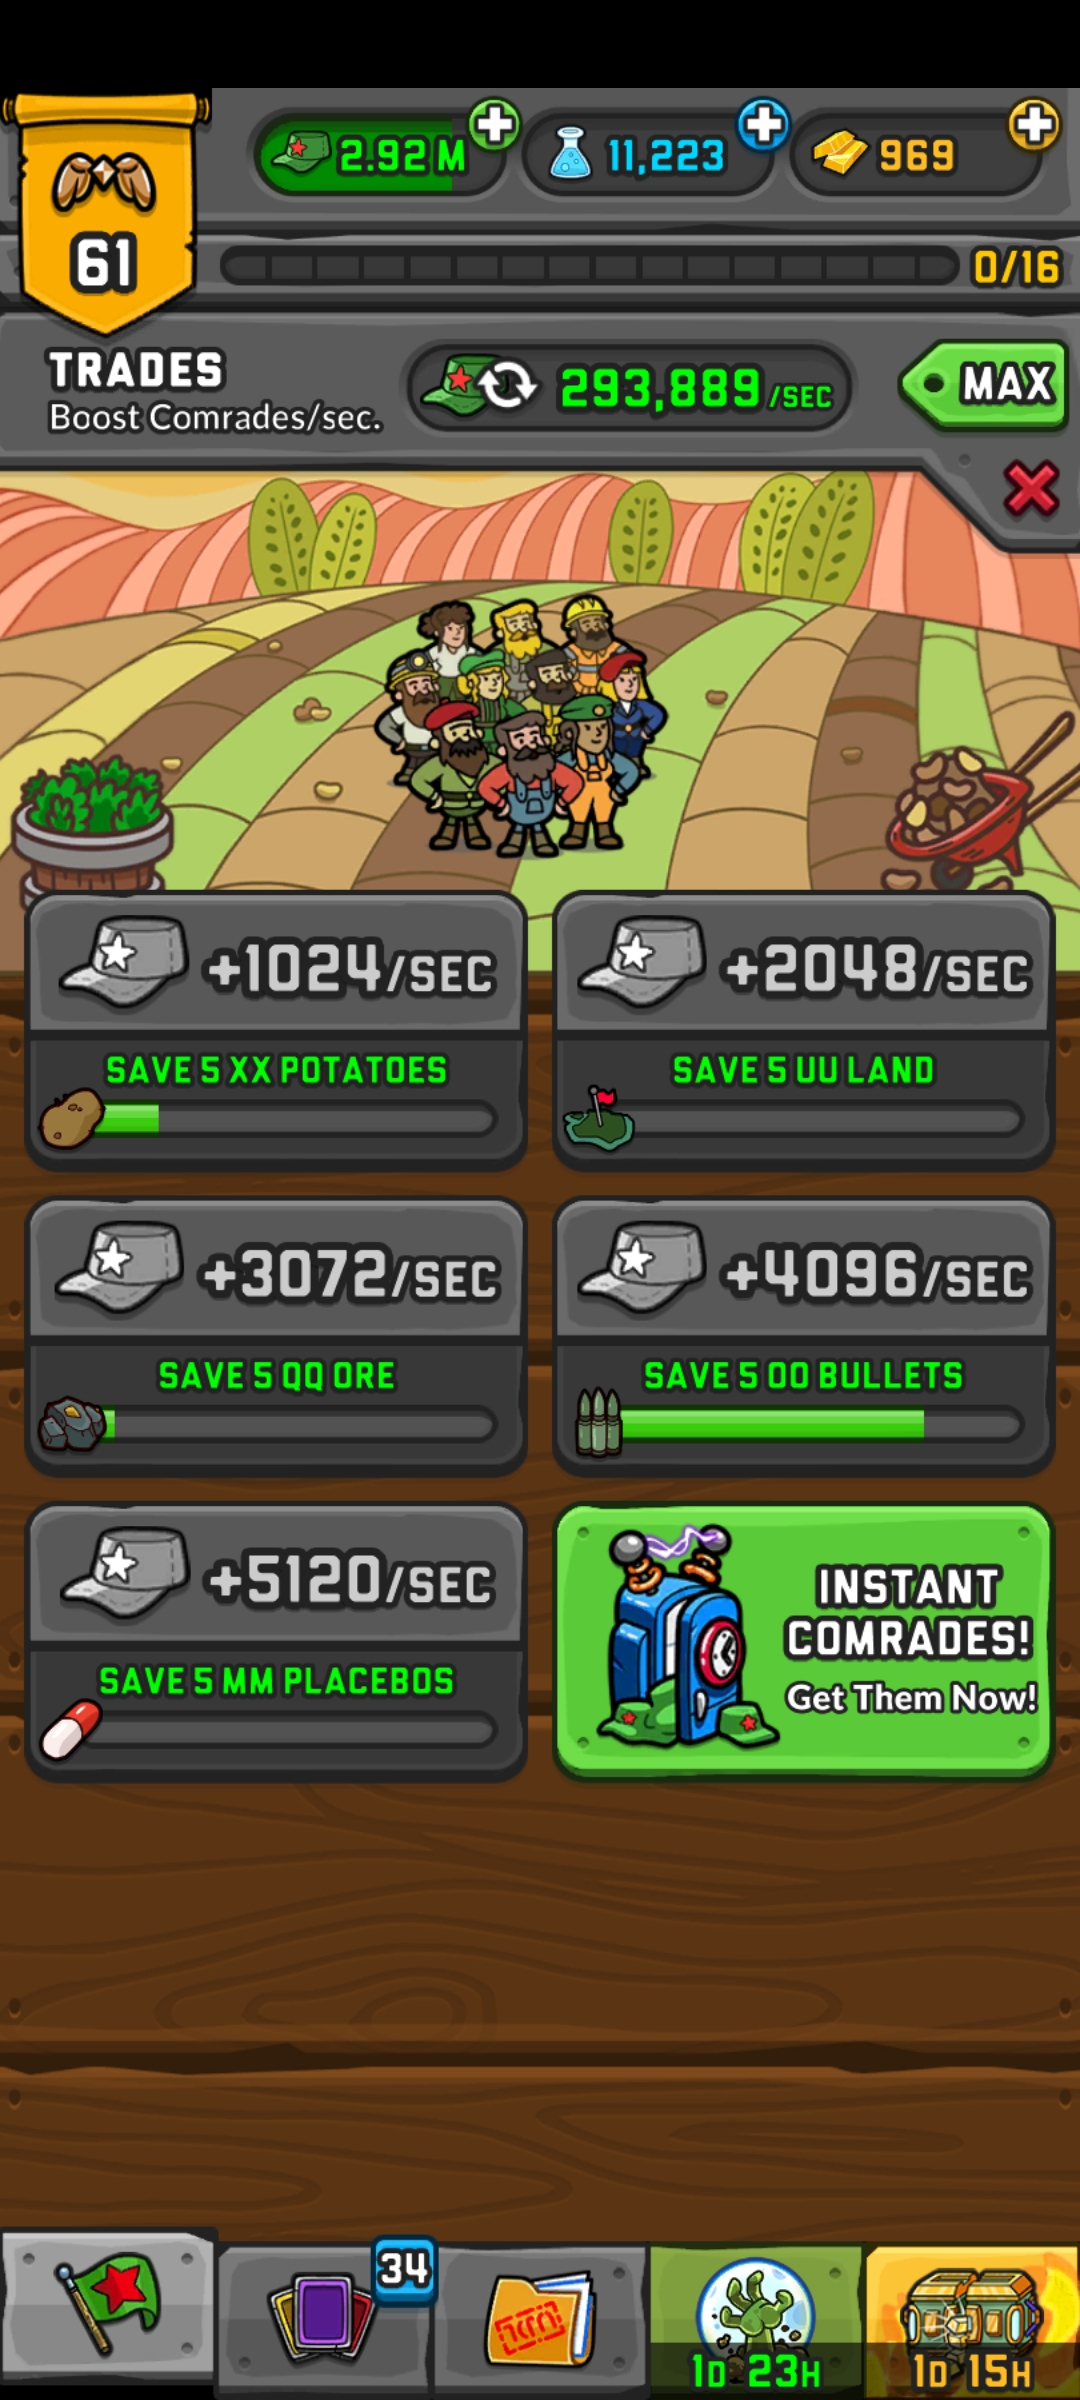 2.92 M
11,223
969
61
0/16
TRADES
Boost Comrades/sec.
293,889 /SEC
MAX
+1024/SEC
SAVE 5 XX POTATOES
+2048/SEC
SAVE 5 UU LAND
+3072/SEC
SAVE 5 QQ ORE
+4096/SEC
SAVE 5 OO BULLETS
+5120/SEC
SAVE 5 MM PLACEBOS
INSTANT
COMRADES!
Get Them Now!
34
1D 23H
1D 15H